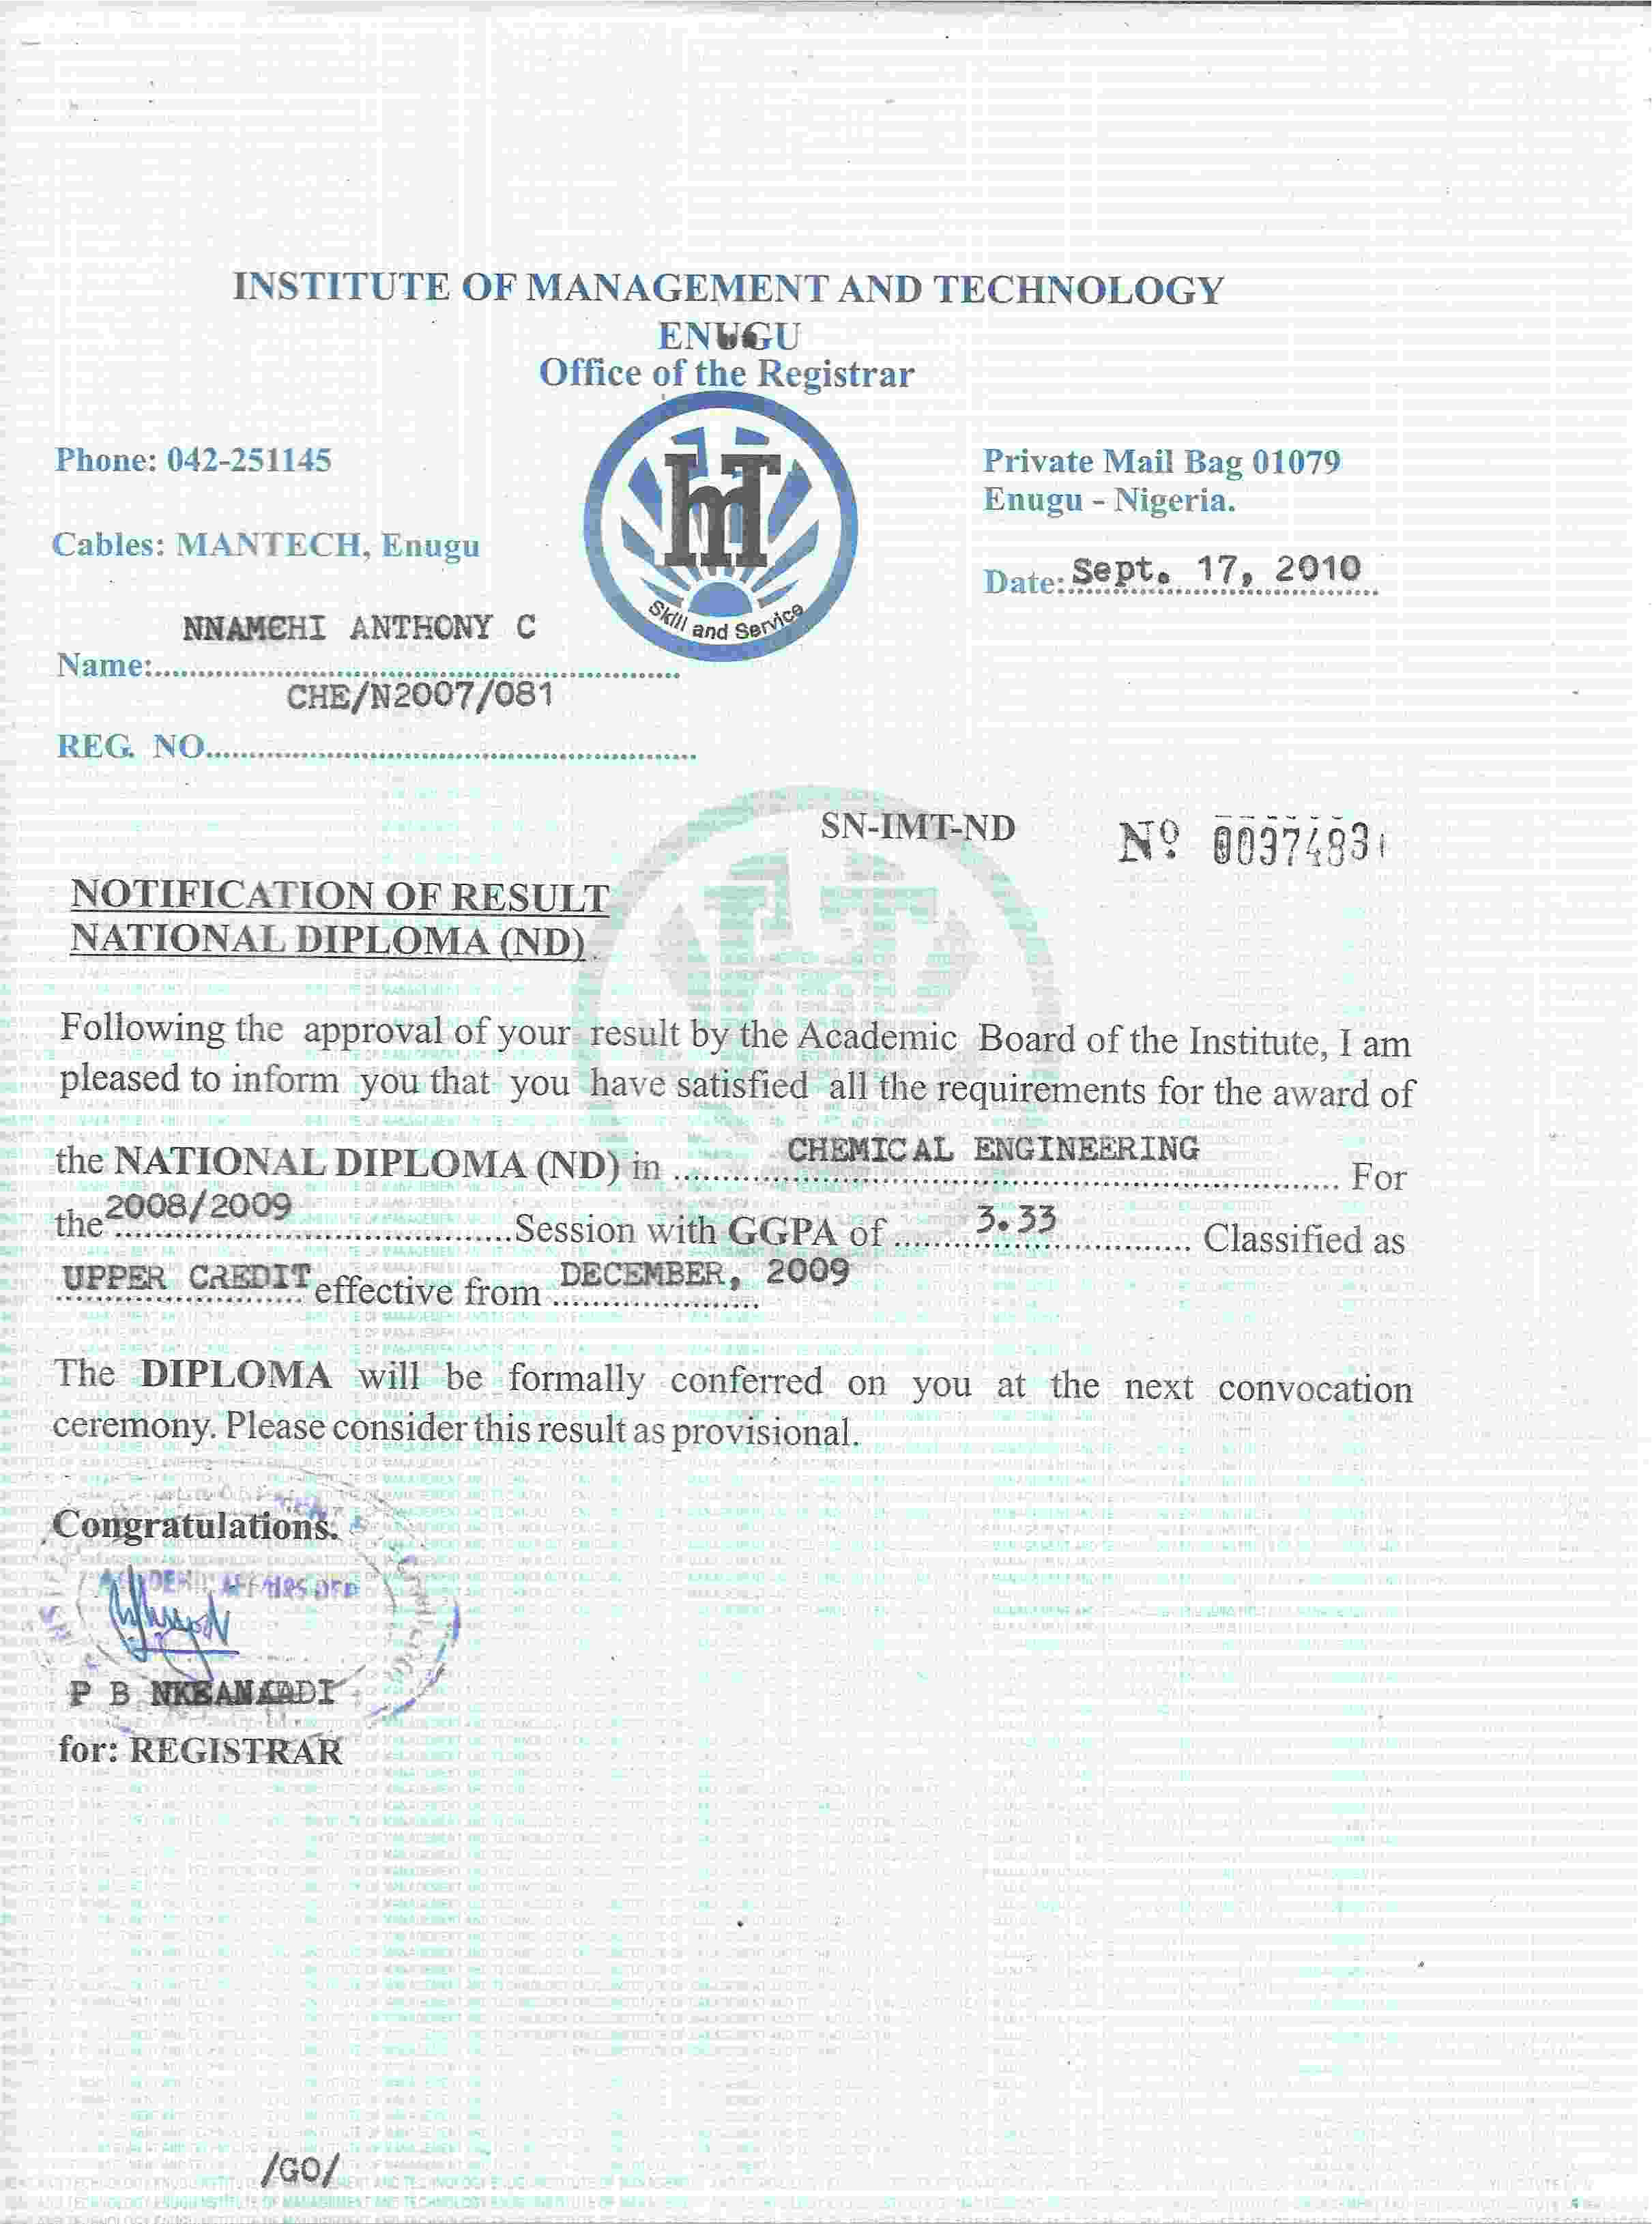 INSTITUTE OF MANAGEMENT AND TECHNOLOGY
ENUGU
Office of the Registrar
Phone: 042-251145
Private Mail Bag 01079
Enugu - Nigeria.
Cables: MANTECH, Enugu
Date: Sept. 17, 2010
IMT
Skill and Service
NNAMCHI ANTHONY C
Name:
CHE/N2007/081
REG. NO
SN-IMT-ND Nº
NOTIFICATION OF RESULT
NATIONAL DIPLOMA (ND)
Following the approval of your result by the Academic Board of the Institute, I am
pleased to inform you that you have satisfied all the requirements for the award of
the NATIONAL DIPLOMA (ND) in CHEMICAL ENGINEERING For
the 2008/2009 Session with GGPA of 3.33 Classified as
UPPER CREDIT effective from DECEMBER, 2009
The DIPLOMA will be formally conferred on you at the next convocation
ceremony. Please consider this result as provisional.
Congratulations.
P B
for: REGISTRAR
/GO/